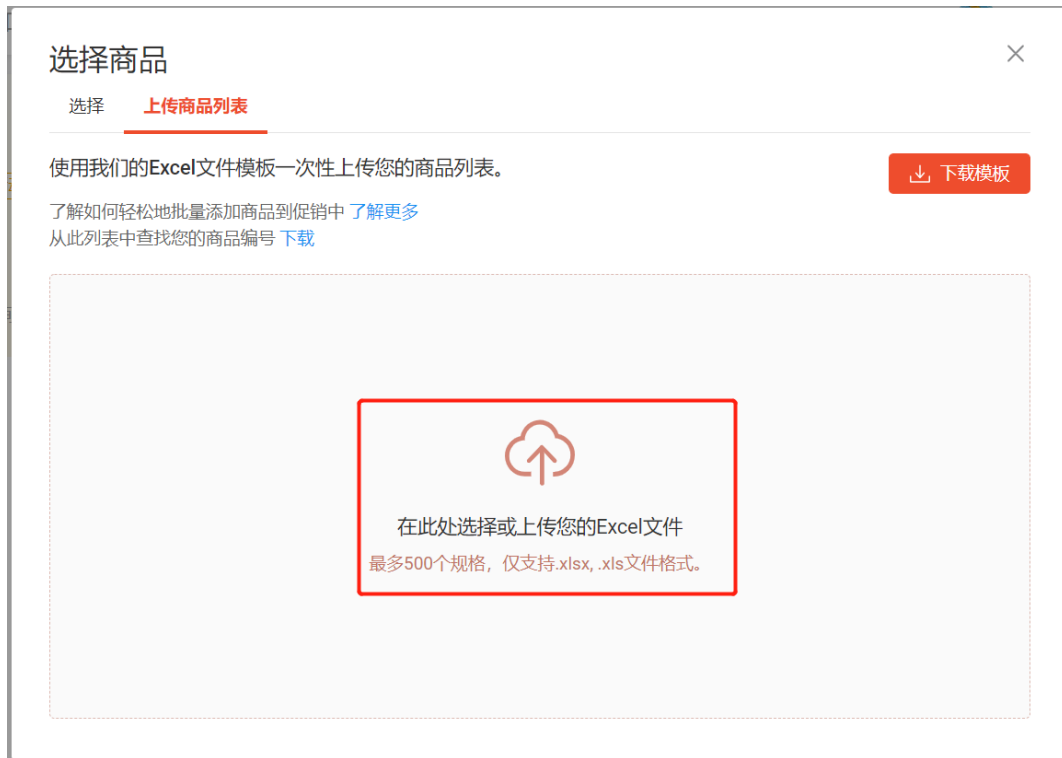 选择商品
选择 上传商品列表
使用我们的Excel文件模板一次性上传您的商品列表。
下载模板
了解如何轻松地批量添加商品到促销中 了解更多
从此列表中查找您的商品编号 下载
在此处选择或上传您的Excel文件
最多500个规格，仅支持.xlsx, .xls文件格式。